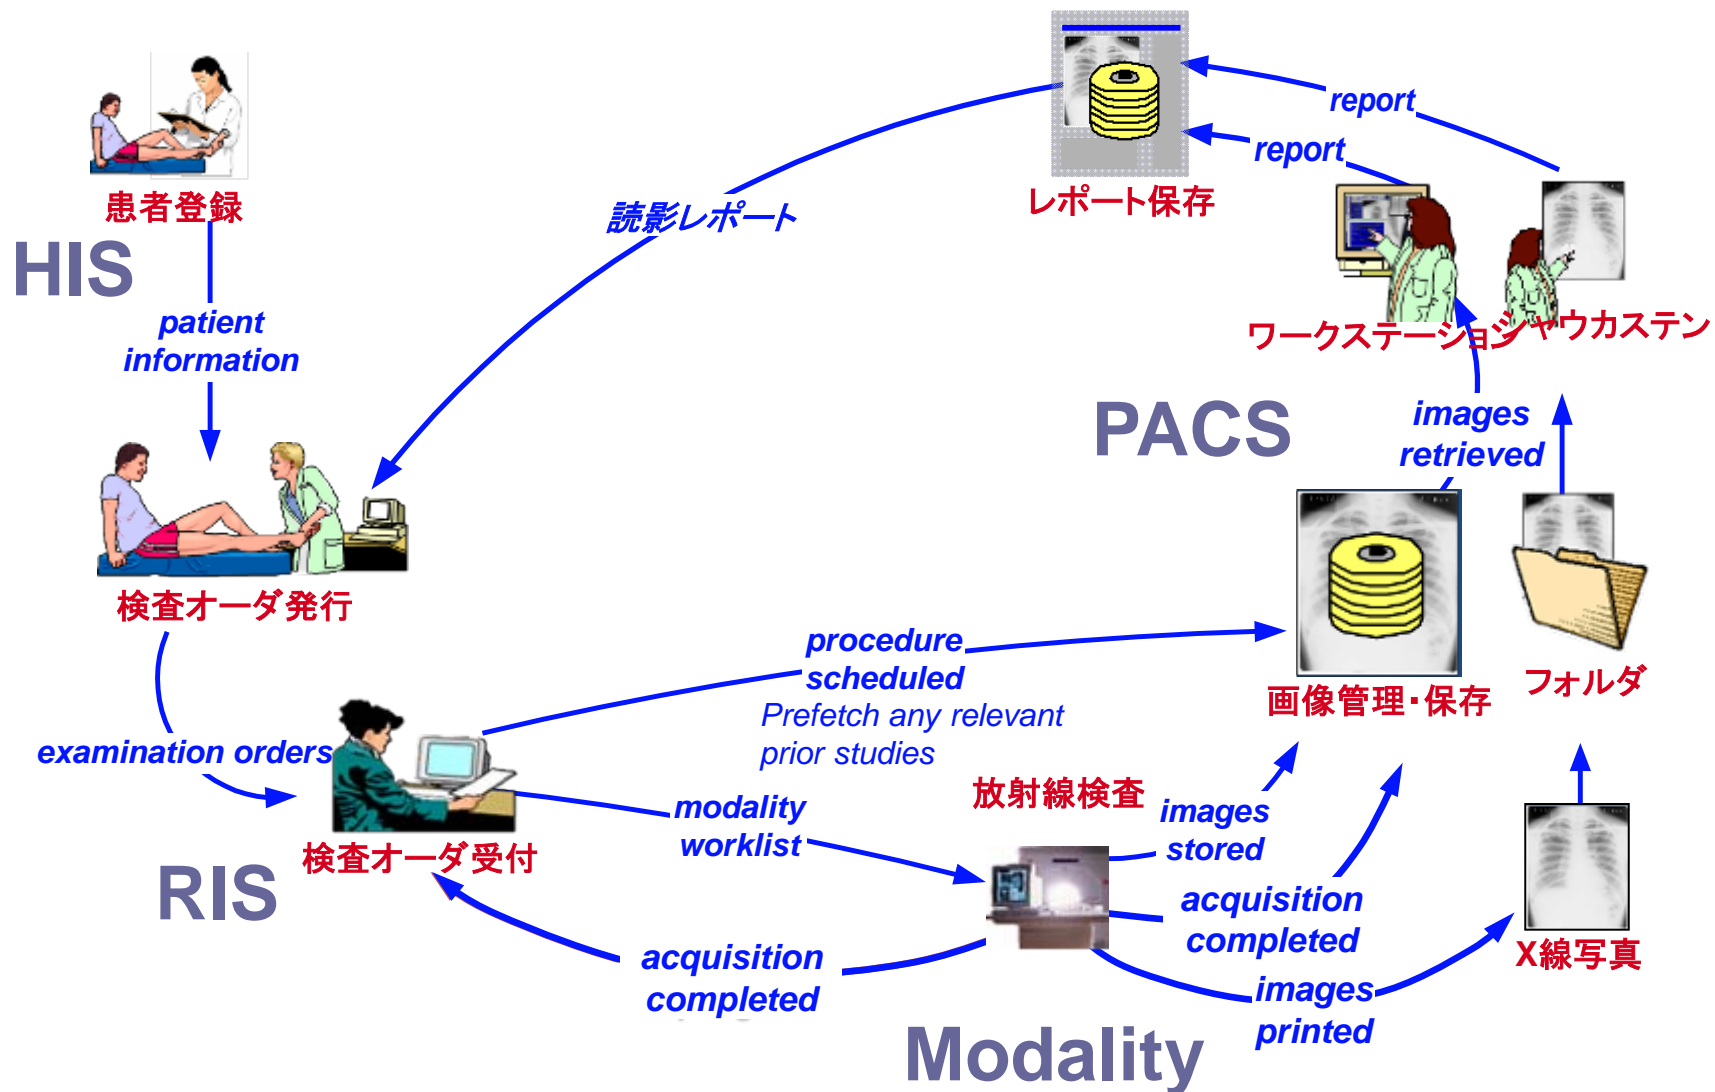 患者登録
HIS
patient
information
検査オーダ発行
examination orders
RIS
検査オーダ受付
読影レポート
レポート保存
report
report
ワークステーション
シャウカステン
PACS
images
retrieved
procedure
scheduled
Prefetch any relevant
prior studies
画像管理・保存
フォルダ
modality
worklist
放射線検査
images
stored
acquisition
completed
acquisition
completed
images
printed
X線写真
Modality